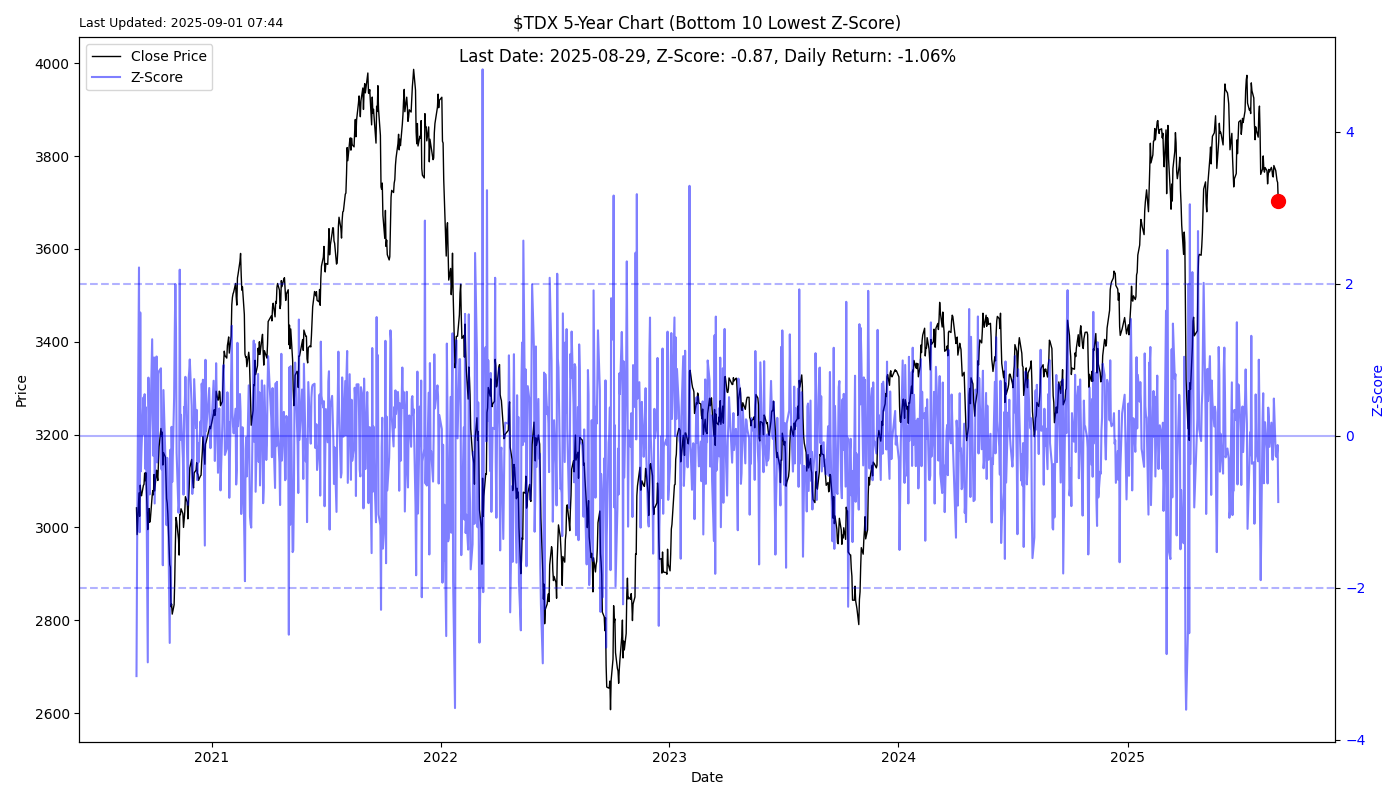 Last Updated: 2025-09-01 07:44
$TDX 5-Year Chart (Bottom 10 Lowest Z-Score)
Last Date: 2025-08-29, Z-Score: -0.87, Daily Return: -1.06%
Close Price
Z-Score
4000
3800
3600
3400
3200
3000
2800
2600
Price
4
2
0
−2
−4
Z-Score
2021
2022
2023
2024
2025
Date